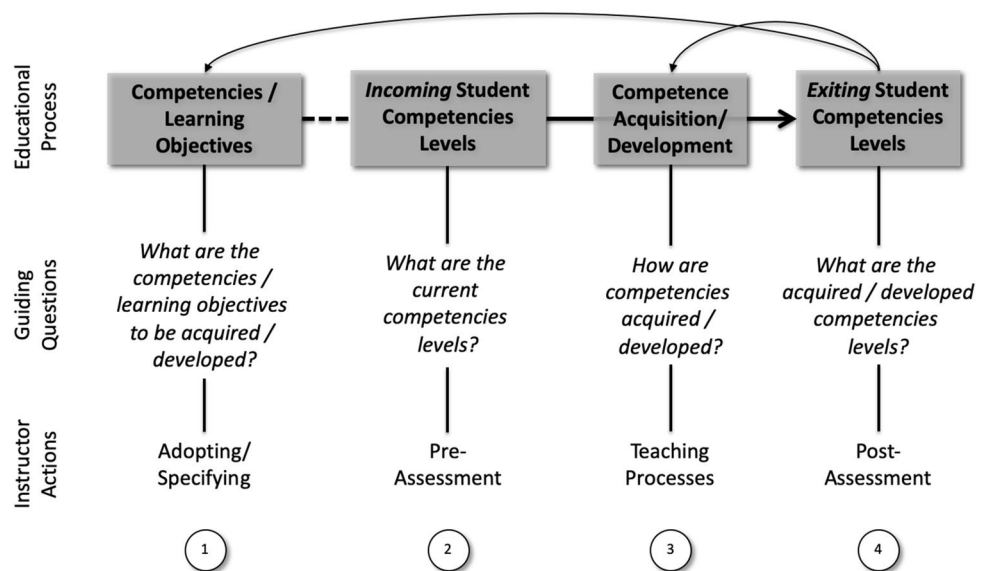 Educational
Process
Competencies /
Learning
Objectives
Incoming Student
Competencies
Levels
Competence
Acquisition/
Development
Exiting Student
Competencies
Levels
Guiding
Questions
What are the
competencies /
learning objectives
to be acquired /
developed?
What are the
current
competencies
levels?
How are
competencies
acquired /
developed?
What are the
acquired / developed
competencies
levels?
Instructor
Actions
Adopting/
Specifying
Pre-
Assessment
Teaching
Processes
Post-
Assessment
1
2
3
4